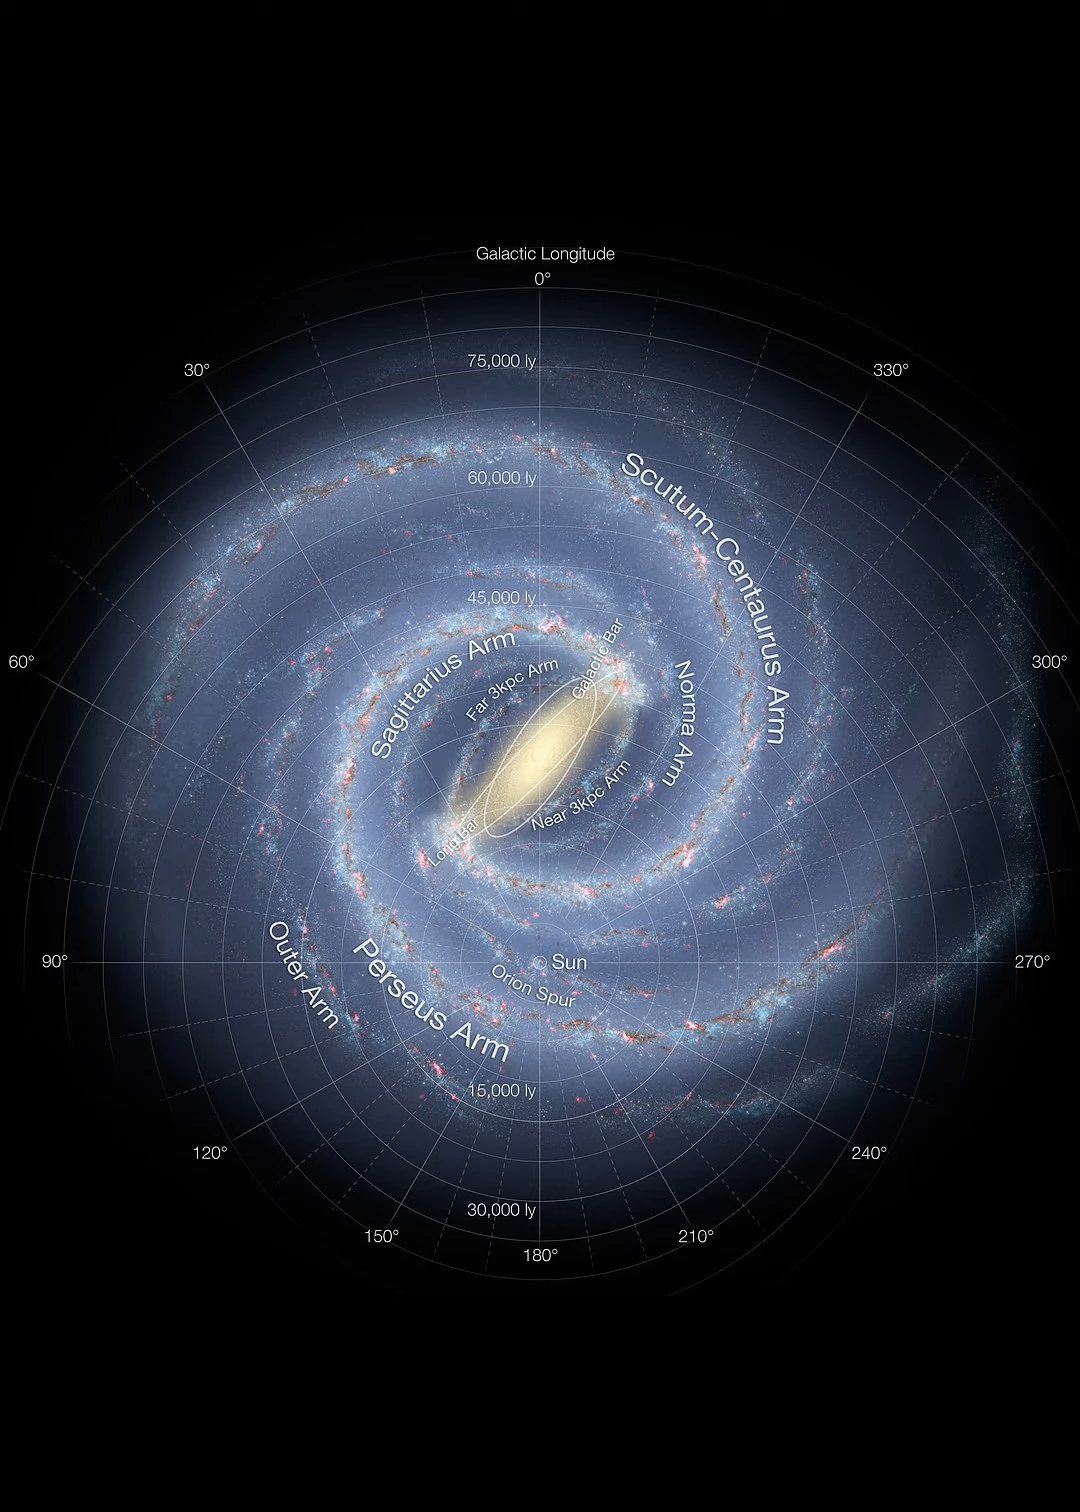 Galactic Longitude
0°
30°
330°
75,000 ly
Scutum-Centaurus Arm
60,000 ly
45,000 ly
Sagittarius Arm
Galactic Bar
Far 3kpc Arm
60°
300°
Norma Arm
Near 3kpc Arm
Long Bar
Outer Arm
Perseus Arm
90°
Sun
270°
Orion Spur
15,000 ly
120°
240°
30,000 ly
150°
210°
180°